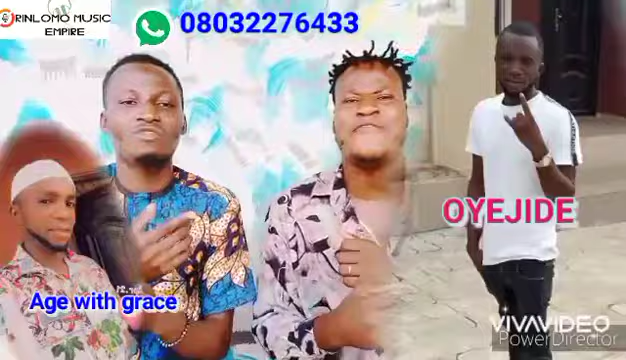 RINLOMO MUSIC
EMPIRE
08032276433
OYEJIDE
Age with grace
VIVAVIDEO
PowerDirector